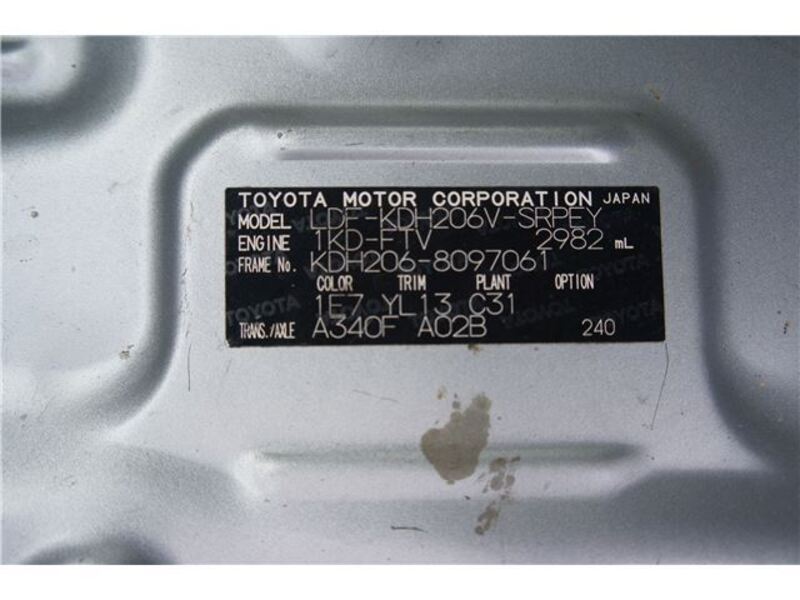 TOYOTA MOTOR CORPORATION JAPAN
MODEL LDF-KDH206V-SRPEY
ENGINE 1KD-FTV 2982 mL
FRAME No. KDH206-8097061
COLOR TRIM PLANT OPTION
1E7 YL13 C31
TRANS./AXLE A340F A02B 240